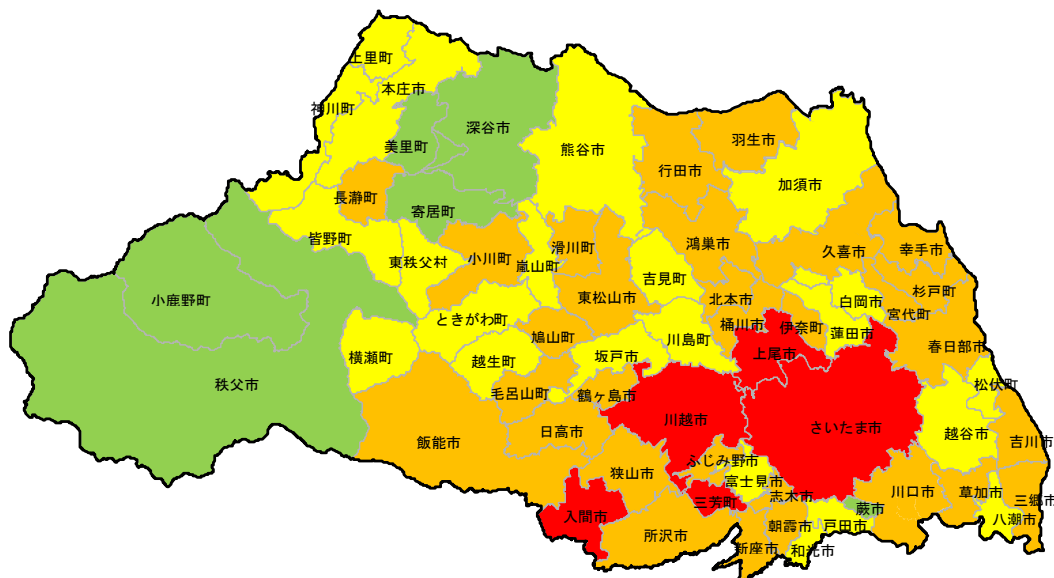 上里町
本庄市
神川町
深谷市
美里町
熊谷市
羽生市
行田市
加須市
長瀞町
寄居町
皆野町
鴻巣市
久喜市
幸手市
東秩父村
小川町
嵐山町
滑川町
吉見町
小鹿野町
東松山市
北本市
白岡市
杉戸町
宮代町
ときがわ町
桶川市
伊奈町
蓮田市
鳩山町
川島町
春日部市
横瀬町
越生町
坂戸市
上尾市
秩父市
松伏町
毛呂山町
鶴ヶ島市
川越市
さいたま市
越谷市
飯能市
日高市
吉川市
ふじみ野市
狭山市
富士見市
志木市
川口市
草加市
三郷市
三芳町
蕨市
入間市
八潮市
所沢市
朝霞市
戸田市
新座市
和光市